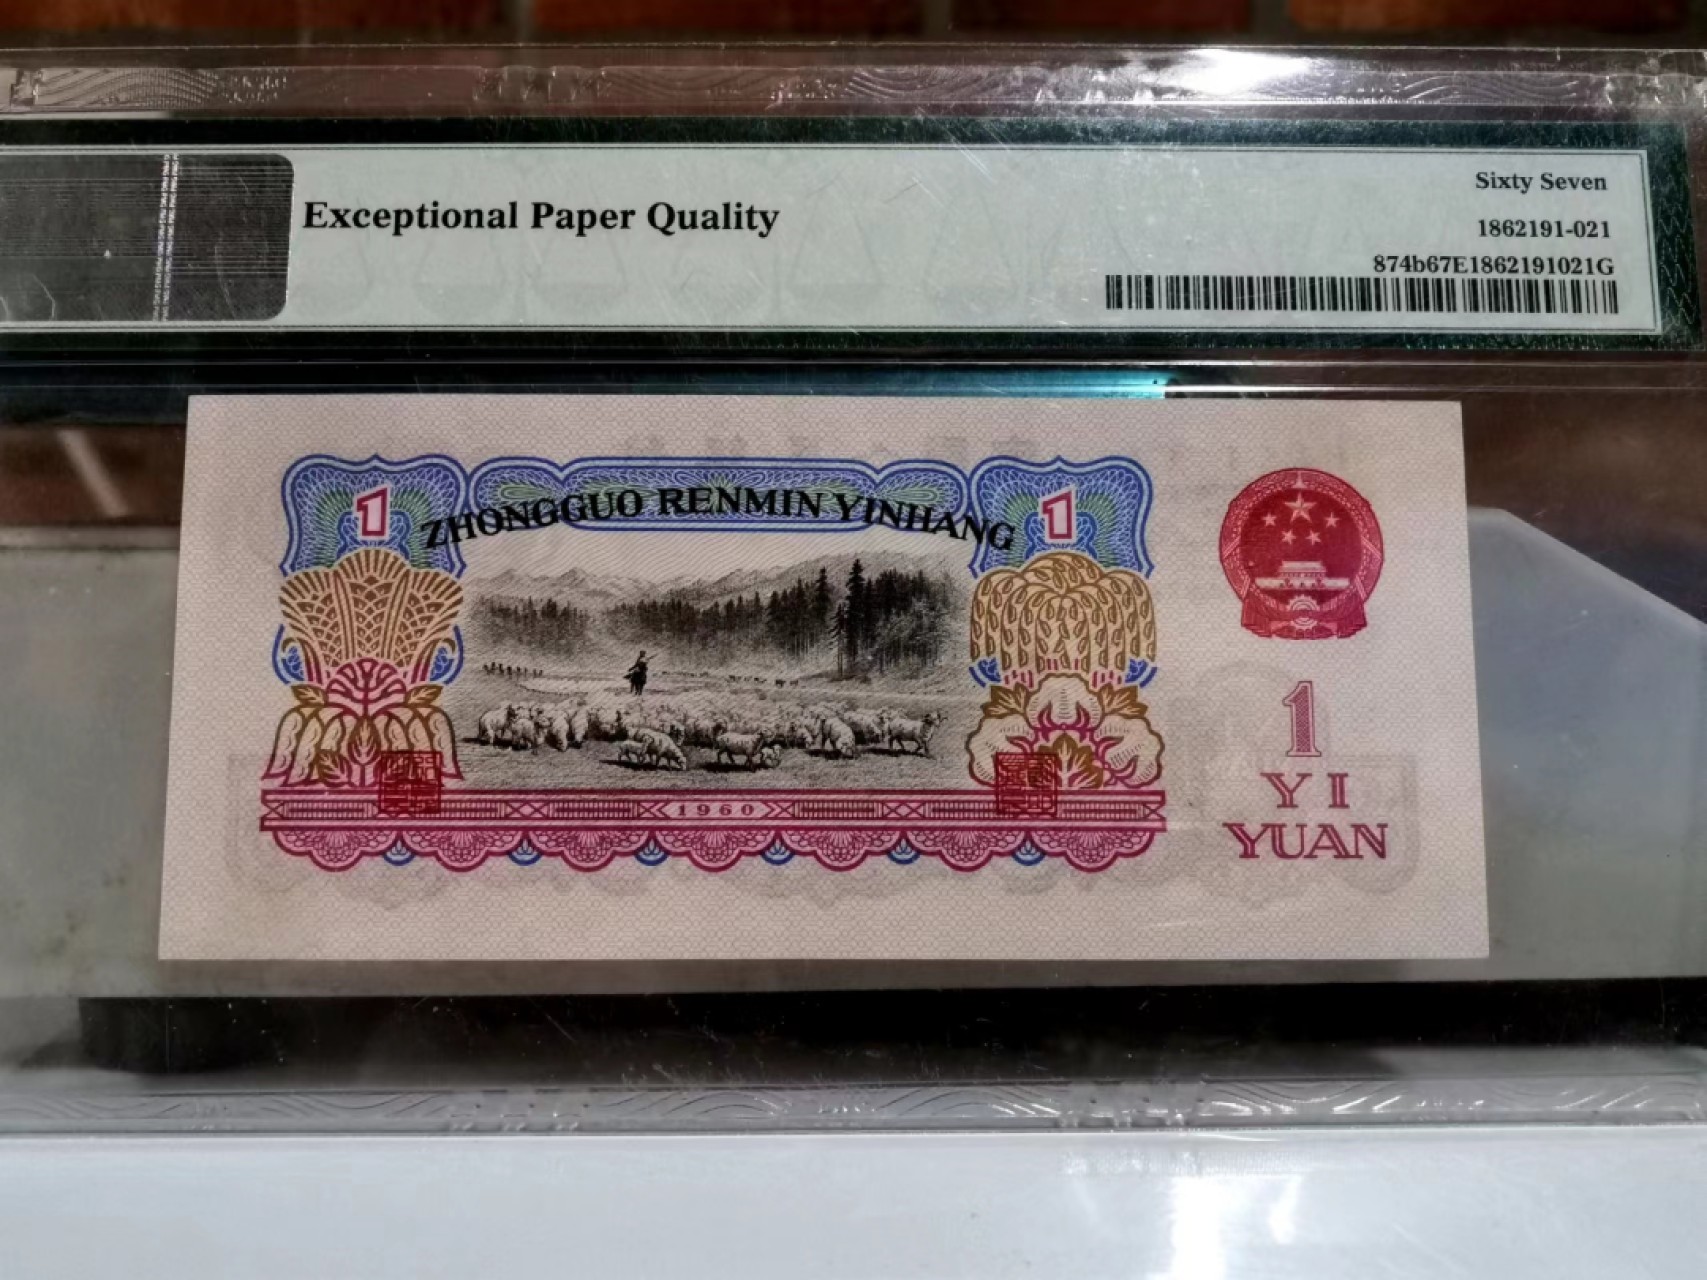 Exceptional Paper Quality
Sixty Seven
1862191-021
874b67E1862191021G
1
ZHONGGUO RENMIN YINHANG
1
1
YI
YUAN
1960